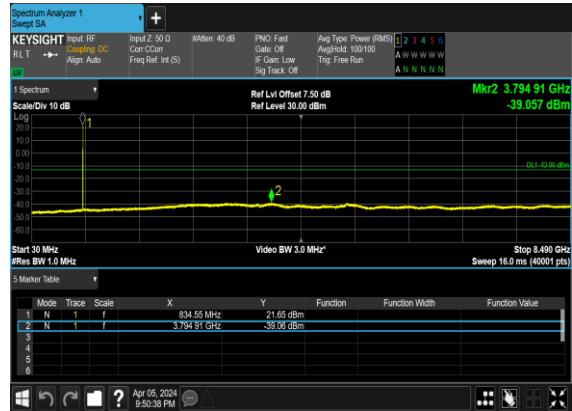 Spectrum Analyzer 1
Swept SA
+
KEYSIGHT Input: RF Input Z: 50 Ω #Atten: 40 dB PNO: Fast Avg Type: Power (RMS) 1 2 3 4 5 6
RLT Coupling: DC Corr CCorr Gate: Off Avg|Hold: 100/100 A W W W W W
Align: Auto Freq Ref: Int (S) IF Gain: Low Trig: Free Run
Sig Track: Off A N N N N N
1 Spectrum Ref Lvl Offset 7.50 dB Mkr2 3.794 91 GHz
Scale/Div 10 dB Ref Level 30.00 dBm -39.057 dBm
Log
1
20.0
10.0
0.00
-10.0
DL1 -13.00 dBm
-20.0
-30.0
2
-40.0
-50.0
-60.0
Start 30 MHz Video BW 3.0 MHz* Stop 8.490 GHz
#Res BW 1.0 MHz Sweep 16.0 ms (40001 pts)
5 Marker Table
Mode Trace Scale X Y Function Function Width Function Value
1 N 1 f 834.55 MHz 21.65 dBm
2 N 1 f 3.794 91 GHz -39.06 dBm
3
4
5
6
? Apr 05, 2024
9:50:38 PM